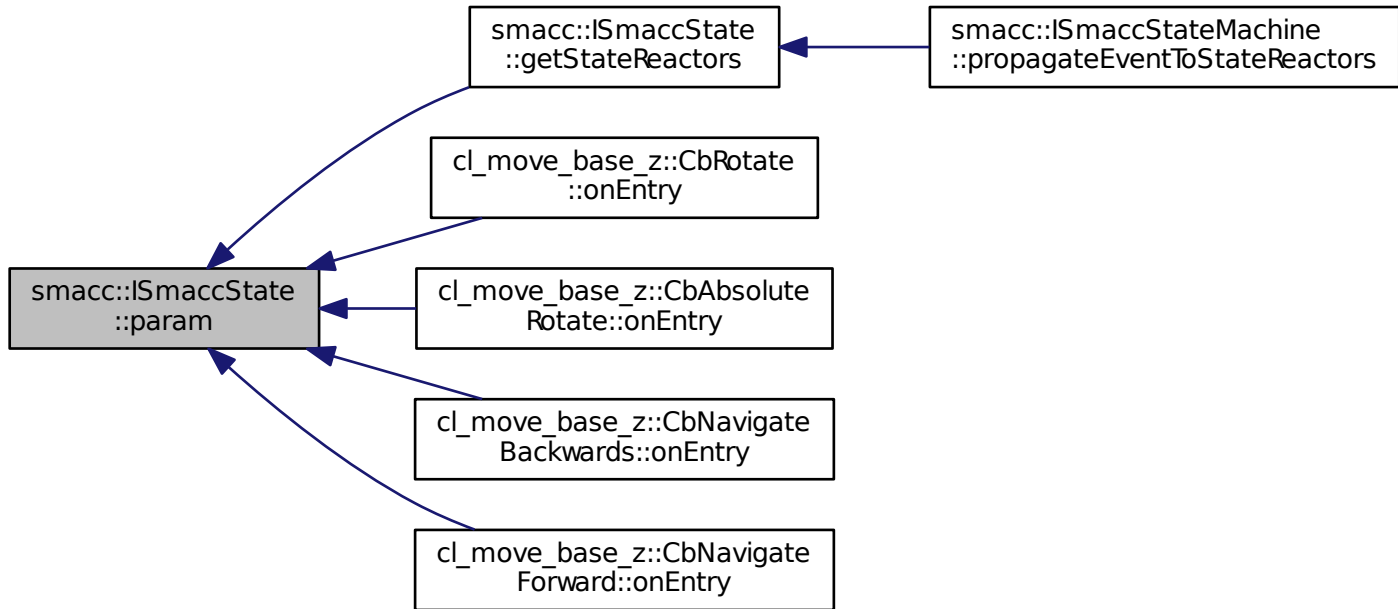 smacc::ISmaccState
::getStateReactors
smacc::ISmaccStateMachine
::propagateEventToStateReactors
cl_move_base_z::CbRotate
::onEntry
smacc::ISmaccState
::param
cl_move_base_z::CbAbsolute
Rotate::onEntry
cl_move_base_z::CbNavigate
Backwards::onEntry
cl_move_base_z::CbNavigate
Forward::onEntry